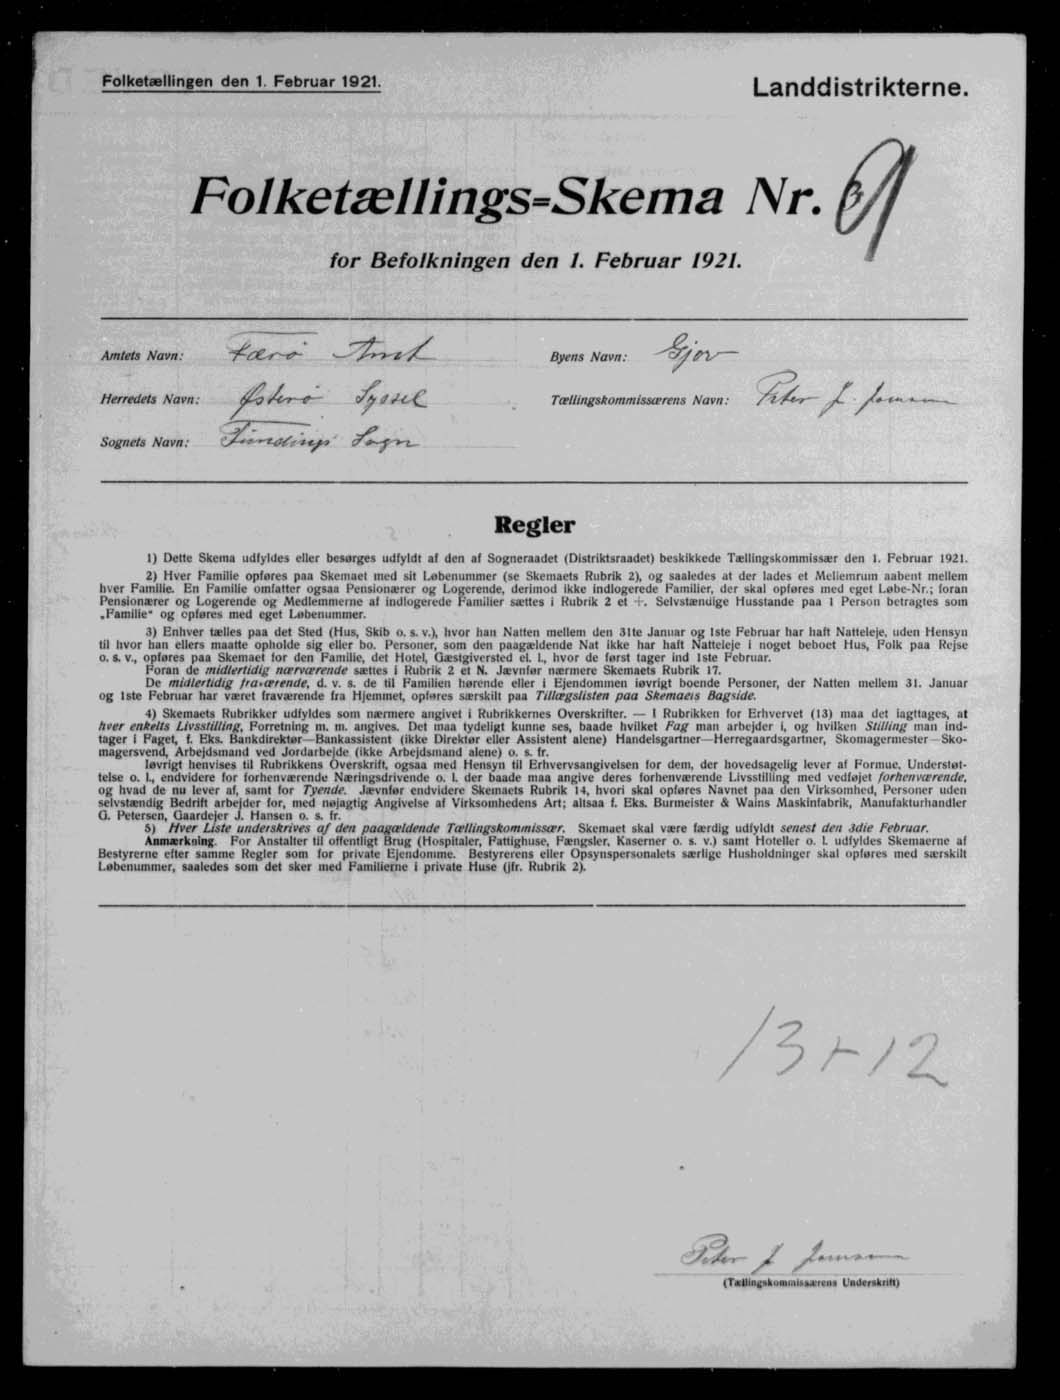 Folketællingen den 1. Februar 1921.
Landdistrikterne.
Folketællings=Skema Nr. 9
for Befolkningen den 1. Februar 1921.
Amtets Navn: Færø Amt
Byens Navn: Gjov
Herredets Navn: Østerø Syssel
Tællingskommissærens Navn: Peter J. Joensen
Sognets Navn: Fundings Sogn
Regler
1) Dette Skema udfyldes eller besørges udfyldt af den af Sogneraadet (Distriktsraadet) beskikkede Tællingskommissær den 1. Februar 1921.
2) Hver Familie opføres paa Skemaet med sit Løbenummer (se Skemaets Rubrik 2), og saaledes at der lades et Mellemrum aabent mellem
hver Familie. En Familie omfatter ogsaa Pensionærer og Logerende, derimod ikke indlogerede Familier, der skal opføres med eget Løbe-Nr.; foran
Pensionærer og Logerende og Medlemmerne af indlogerede Familier sættes i Rubrik 2 et +. Selvstændige Husstande paa 1 Person betragtes som
„Familie“ og opføres med eget Løbenummer.
3) Enhver tælles paa det Sted (Hus, Skib o. s. v.), hvor han Natten mellem den 31te Januar og 1ste Februar har haft Natteleje, uden Hensyn
til hvor han ellers maatte opholde sig eller bo. Personer, som den paagældende Nat ikke har haft Natteleje i noget beboet Hus, Folk paa Rejse
o. s. v., opføres paa Skemaet for den Familie, det Hotel, Gæstgiversted el. l., hvor de først tager ind 1ste Februar.
Foran de midlertidig nærværende sættes i Rubrik 2 et N. Jævnfør nærmere Skemaets Rubrik 17.
De midlertidig fraværende, d. v. s. de til Familien hørende eller i Ejendommen iøvrigt boende Personer, der Natten mellem 31. Januar
og 1ste Februar har været fraværende fra Hjemmet, opføres særskilt paa Tillægslisten paa Skemaets Bagside.
4) Skemaets Rubrikker udfyldes som nærmere angivet i Rubrikkernes Overskrifter. — I Rubrikken for Erhvervet (13) maa det iagttages, at
hver enkelts Livsstilling, Forretning m. m. angives. Det maa tydeligt kunne ses, baade hvilket Fag man arbejder i, og hvilken Stilling man ind-
tager i Faget, f. Eks. Bankdirektør—Bankassistent (ikke Direktør eller Assistent alene) Handelsgartner—Herregaardsgartner, Skomagermester—Sko-
magersvend, Arbejdsmand ved Jordarbejde (ikke Arbejdsmand alene) o. s. fr.
Iøvrigt henvises til Rubrikkens Overskrift, ogsaa med Hensyn til Erhvervsangivelsen for dem, der hovedsagelig lever af Formue, Understøt-
telse o. l., endvidere for forhenværende Næringsdrivende o. l. der baade maa angive deres forhenværende Livsstilling med vedføjet forhenværende,
og hvad de nu lever af, samt for Tyende. Jævnfør endvidere Skemaets Rubrik 14, hvori skal opføres Navnet paa den Virksomhed, Personer uden
selvstændig Bedrift arbejder for, med nøjagtig Angivelse af Virksomhedens Art; altsaa f. Eks. Burmeister & Wains Maskinfabrik, Manufakturhandler
G. Petersen, Gaardejer J. Hansen o. s. fr.
5) Hver Liste underskrives af den paagældende Tællingskommissær. Skemaet skal være færdig udfyldt senest den 3die Februar.
Anmærkning. For Anstalter til offentligt Brug (Hospitaler, Fattighuse, Fængsler, Kaserner o. s. v.) samt Hoteller o. l. udfyldes Skemaerne af
Bestyrerne efter samme Regler som for private Ejendomme. Bestyrerens eller Opsynspersonalets særlige Husholdninger skal opføres med særskilt
Løbenummer, saaledes som det sker med Familierne i private Huse (jfr. Rubrik 2).
13+12
Peter J Joensen
(Tællingskommissærens Underskrift)